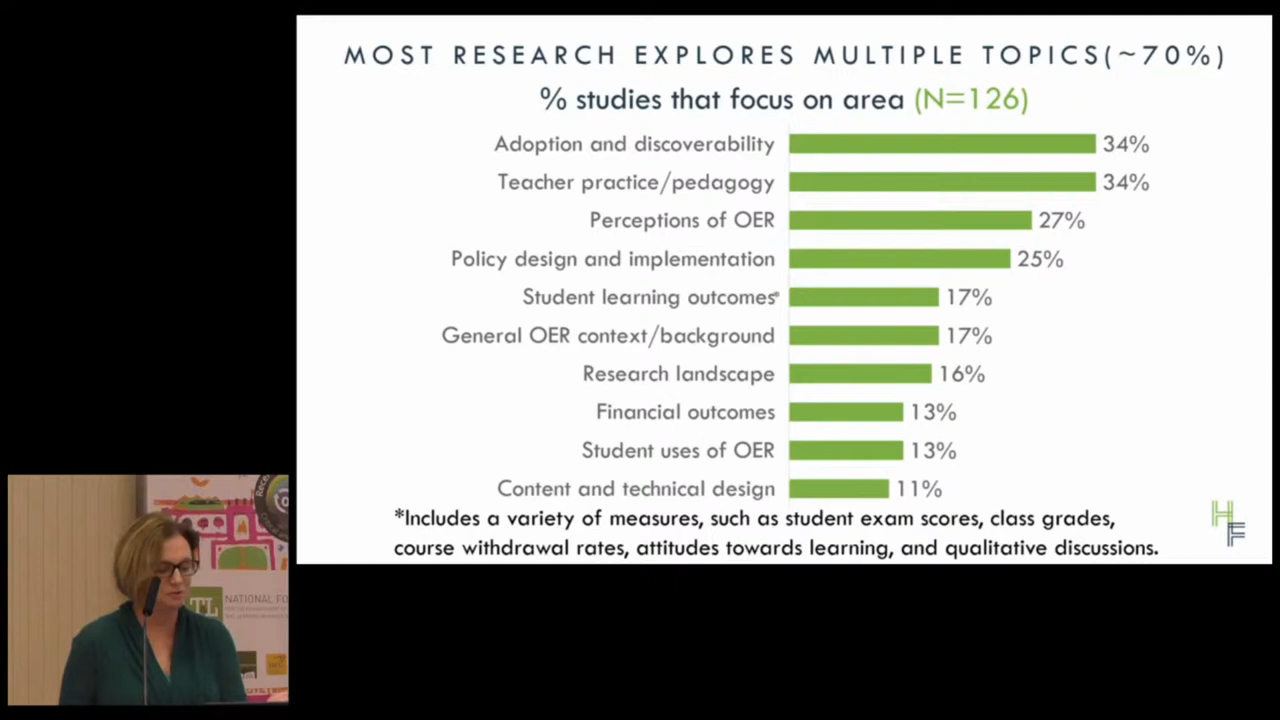 MOST RESEARCH EXPLORES MULTIPLE TOPICS(~70%)
% studies that focus on area (N=126)
Adoption and discoverability 34%
Teacher practice/pedagogy 34%
Perceptions of OER 27%
Policy design and implementation 25%
Student learning outcomes* 17%
General OER context/background 17%
Research landscape 16%
Financial outcomes 13%
Student uses of OER 13%
Content and technical design 11%
*Includes a variety of measures, such as student exam scores, class grades,
course withdrawal rates, attitudes towards learning, and qualitative discussions.
HF
TL
NATIONAL FO